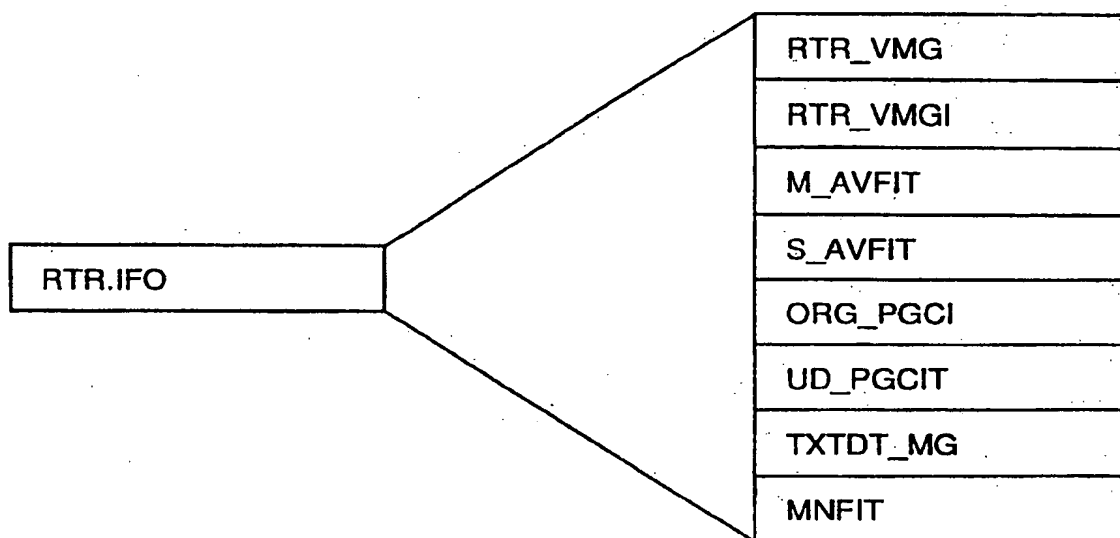 RTR.IFO
RTR_VMG
RTR_VMGI
M_AVFIT
S_AVFIT
ORG_PGCI
UD_PGCIT
TXTDT_MG
MNFIT